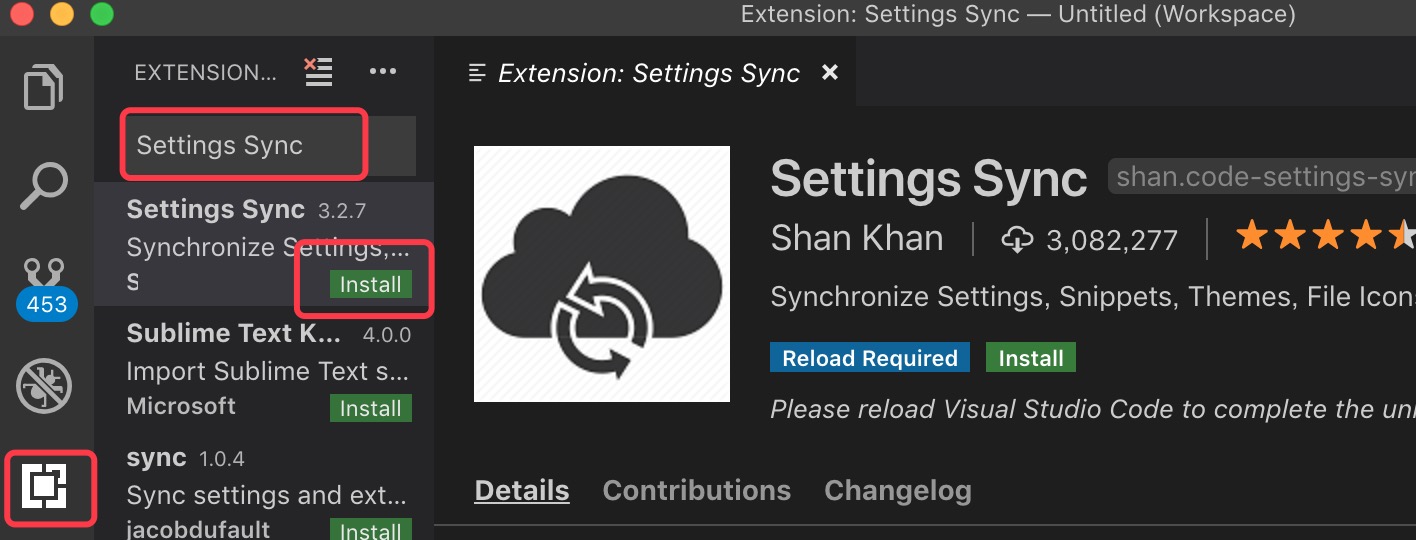 Extension: Settings Sync — Untitled (Workspace)
EXTENSION...
Extension: Settings Sync
Settings Sync
Settings Sync 3.2.7
Synchronize Settings,...
S
Install
Sublime Text K... 4.0.0
Import Sublime Text s...
Microsoft
Install
sync 1.0.4
Sync settings and ext...
jacobdufault
Install
453
Settings Sync
shan.code-settings-syn
Shan Khan
3,082,277
Synchronize Settings, Snippets, Themes, File Icon
Reload Required
Install
Please reload Visual Studio Code to complete the
Details
Contributions
Changelog